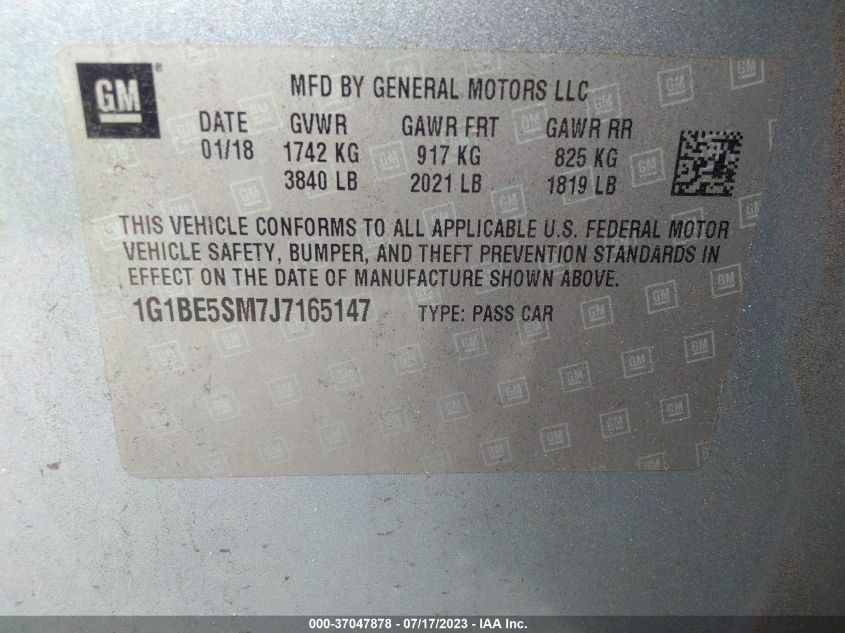 GM
MFD BY GENERAL MOTORS LLC
DATE GVWR GAWR FRT GAWR RR
01/18 1742 KG 917 KG 825 KG
3840 LB 2021 LB 1819 LB
THIS VEHICLE CONFORMS TO ALL APPLICABLE U.S. FEDERAL MOTOR
VEHICLE SAFETY, BUMPER, AND THEFT PREVENTION STANDARDS IN
EFFECT ON THE DATE OF MANUFACTURE SHOWN ABOVE.
1G1BE5SM7J7165147 TYPE: PASS CAR
000-37047878 - 07/17/2023 - IAA Inc.